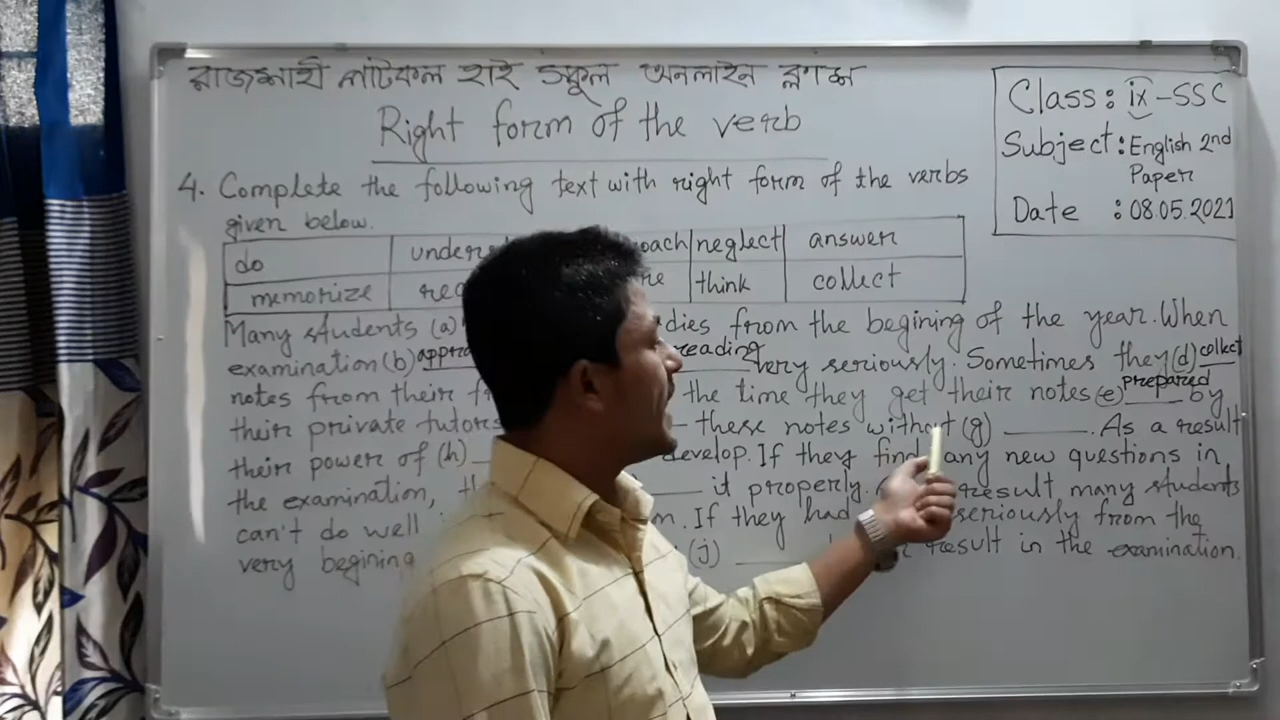 রাজশাহী লটিকল হাই স্কুল অনলাইন ক্লাস
Right form of the verb
Class: ix-SSC
Subject: English 2nd
Paper
Date : 08.05.2021
4. Complete the following text with right form of the verbs
given below.
do neglect answer
memorize think collect
Many students (a) from the begining of the year. When
examination (b) reading very seriously. Sometimes they (d) collect
notes from their the time they get their notes (e) prepared by
their private tutors these notes without (g) ______. As a result
their power of (h) develop. If they find any new questions in
the examination, ____ it properly. result many students
can't do well If they had seriously from the
very begining (j) ____ result in the examination.